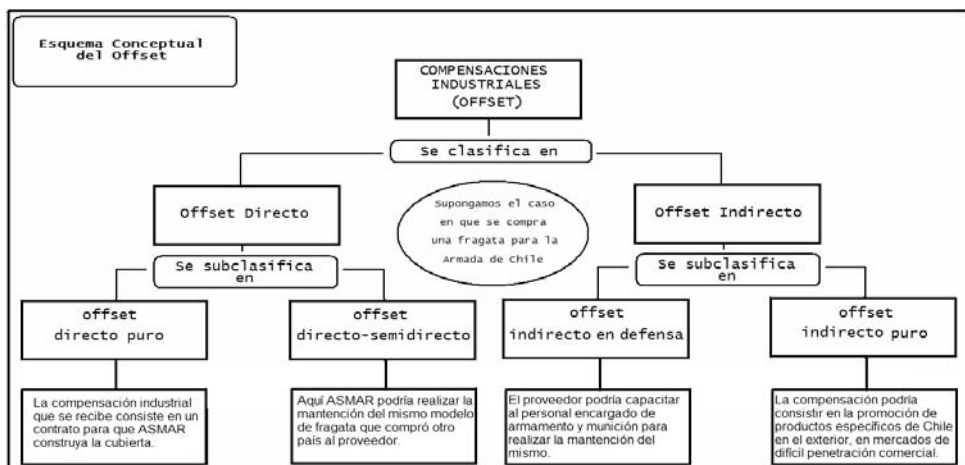 Esquema Conceptual
del Offset
COMPENSACIONES
INDUSTRIALES
(OFFSET)
Se clasifica en
Offset Directo
Supongamos el caso
en que se compra
una fragata para la
Armada de Chile
Offset Indirecto
Se subclasifica
en
Se subclasifica
en
offset
directo puro
offset
directo-semidirecto
offset
indirecto en defensa
offset
indirecto puro
La compensación industrial
que se recibe consiste en un
contrato para que ASMAR
construya la cubierta.
Aquí ASMAR podría realizar la
mantención del mismo modelo
de fragata que compró otro
país al proveedor.
El proveedor podría capacitar
al personal encargado de
armamento y munición para
realizar la mantención del
mismo.
La compensación podría
consistir en la promoción de
productos específicos de Chile
en el exterior, en mercados de
difícil penetración comercial.